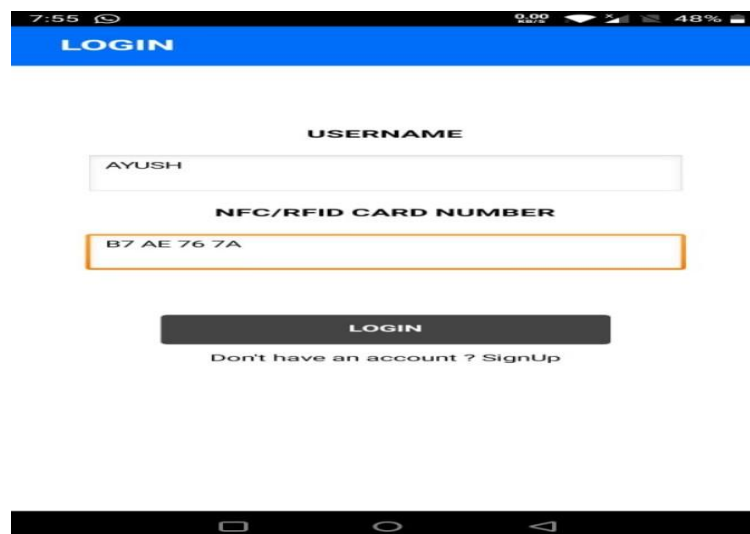 7:55 0.00 KB/S 48%
LOGIN
USERNAME
AYUSH
NFC/RFID CARD NUMBER
B7 AE 76 7A
LOGIN
Don't have an account ? SignUp